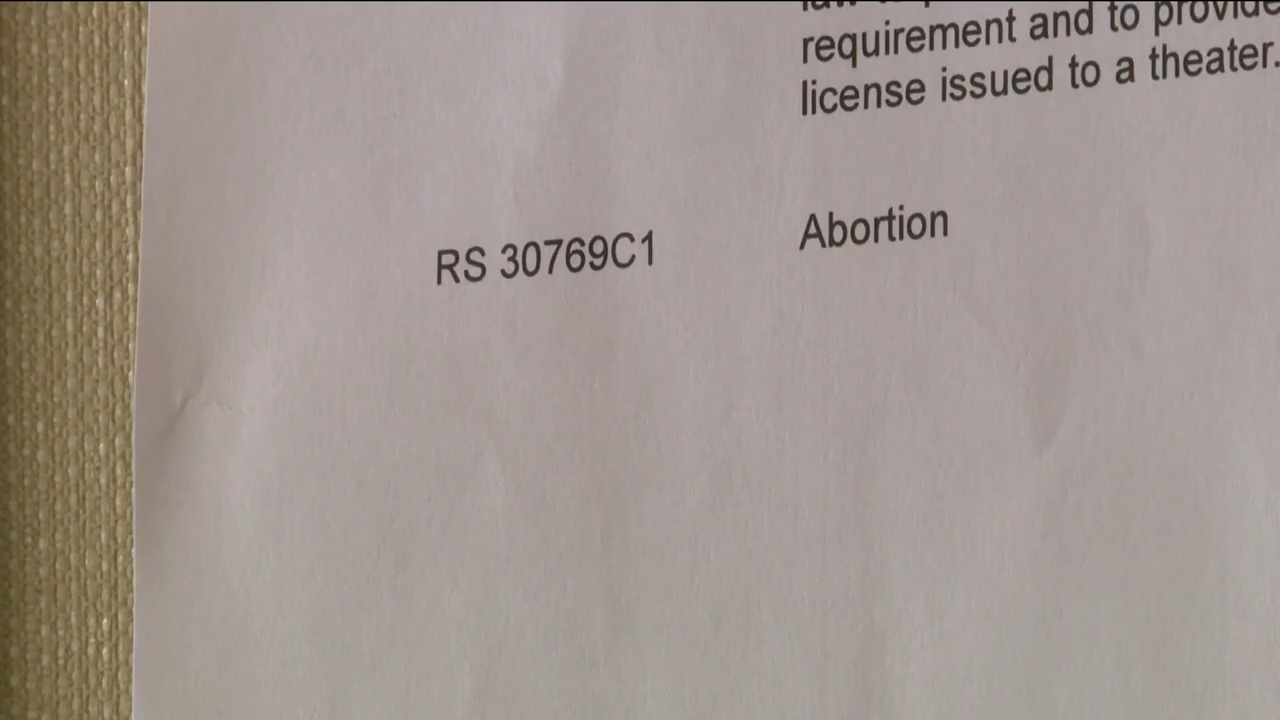 requirement and to provide
license issued to a theater.
RS 30769C1 Abortion